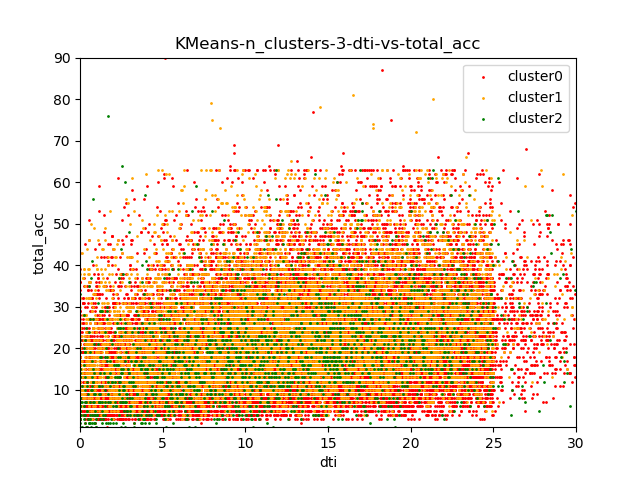 KMeans-n_clusters-3-dti-vs-total_acc
cluster0
cluster1
cluster2
90
80
70
60
50
40
30
20
10
total_acc
0 5 10 15 20 25 30
dti